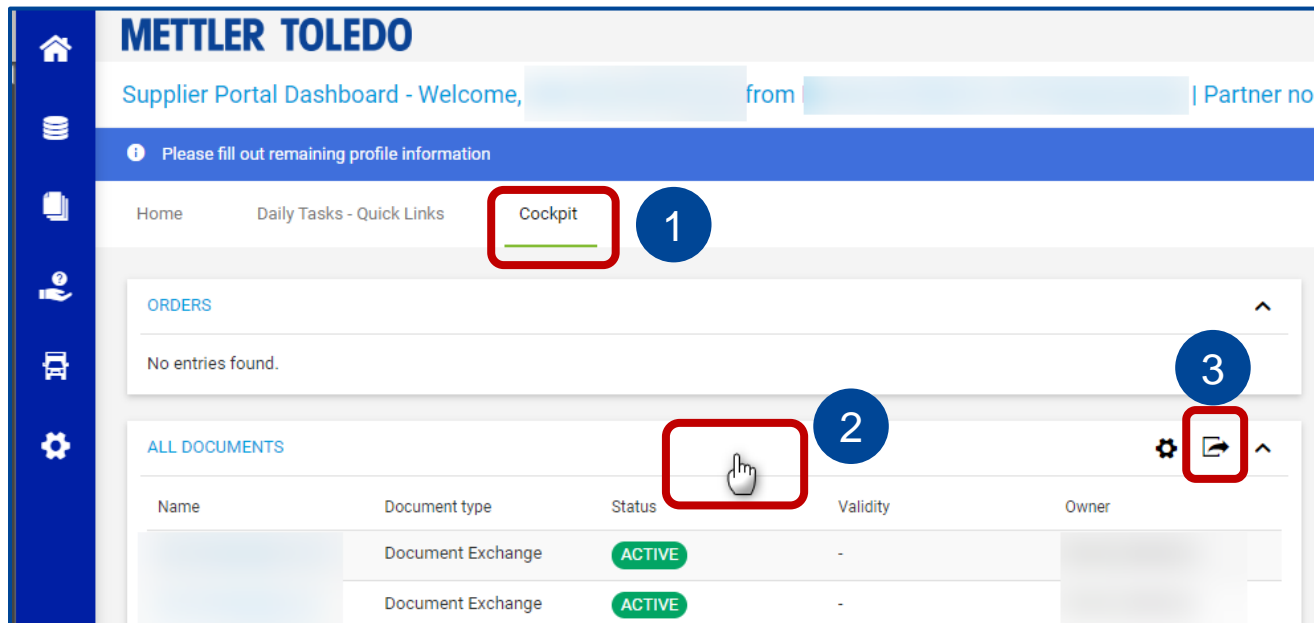 METTLER TOLEDO
Supplier Portal Dashboard - Welcome, from | Partner no
Please fill out remaining profile information
Home Daily Tasks - Quick Links Cockpit 1
ORDERS
No entries found.
3
2
ALL DOCUMENTS
Name Document type Status Validity Owner
Document Exchange ACTIVE -
Document Exchange ACTIVE -